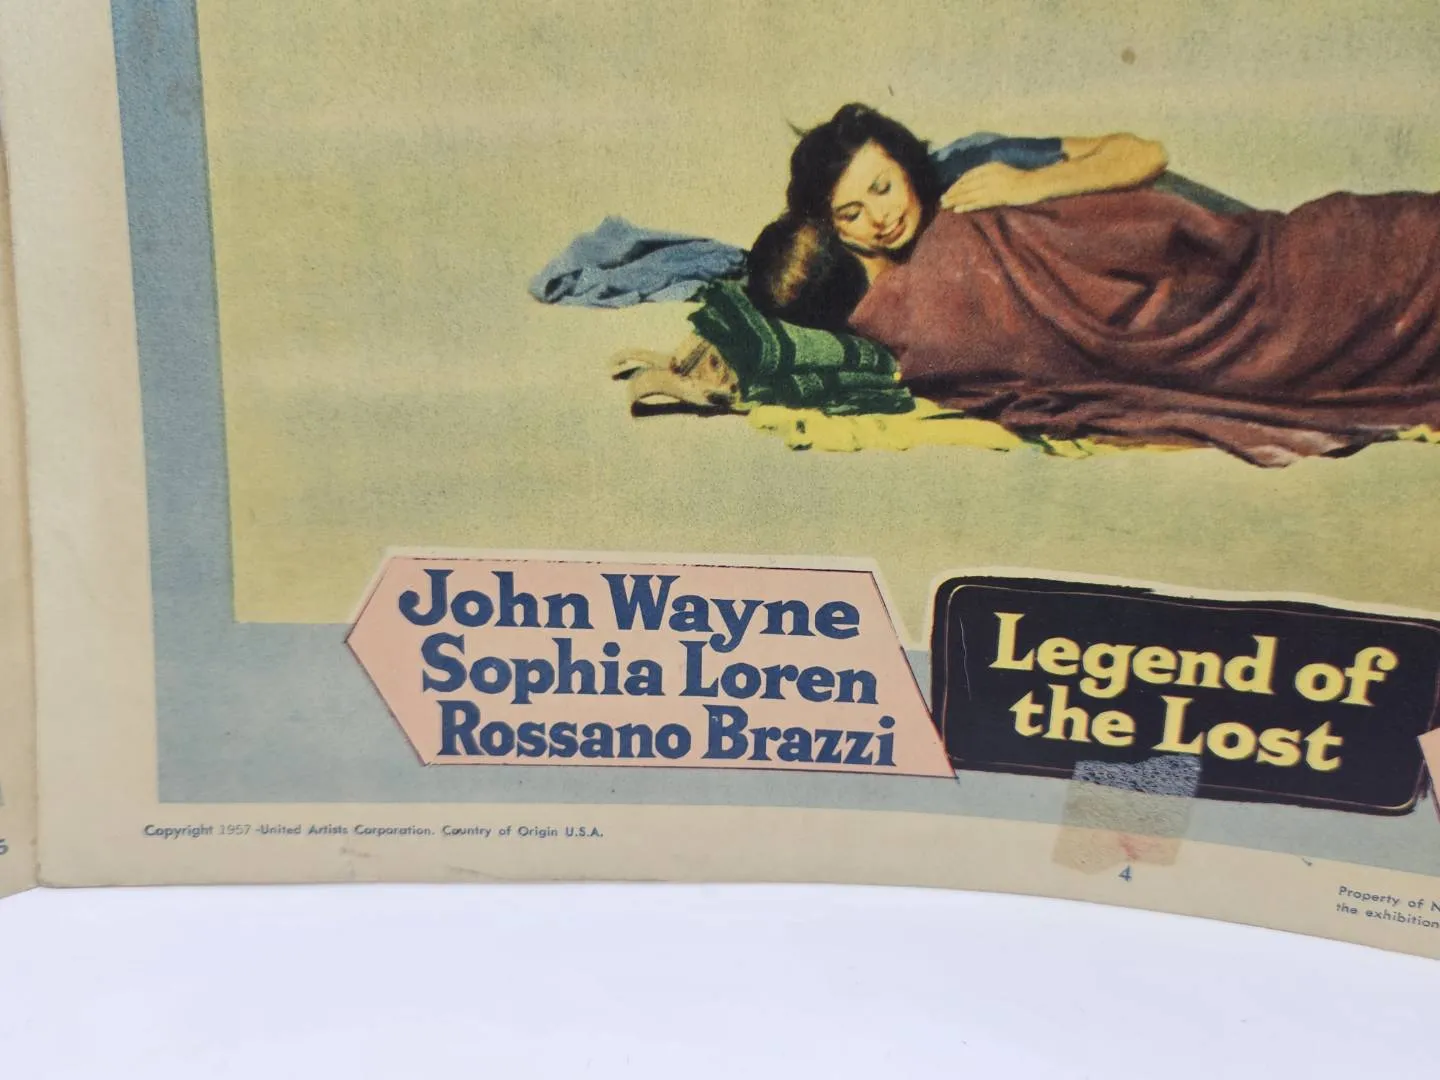 John Wayne
Sophia Loren
Rossano Brazzi
Legend of
the Lost
Copyright 1957-United Artists Corporation. Country of Origin U.S.A.
4
Property of N
the exhibition